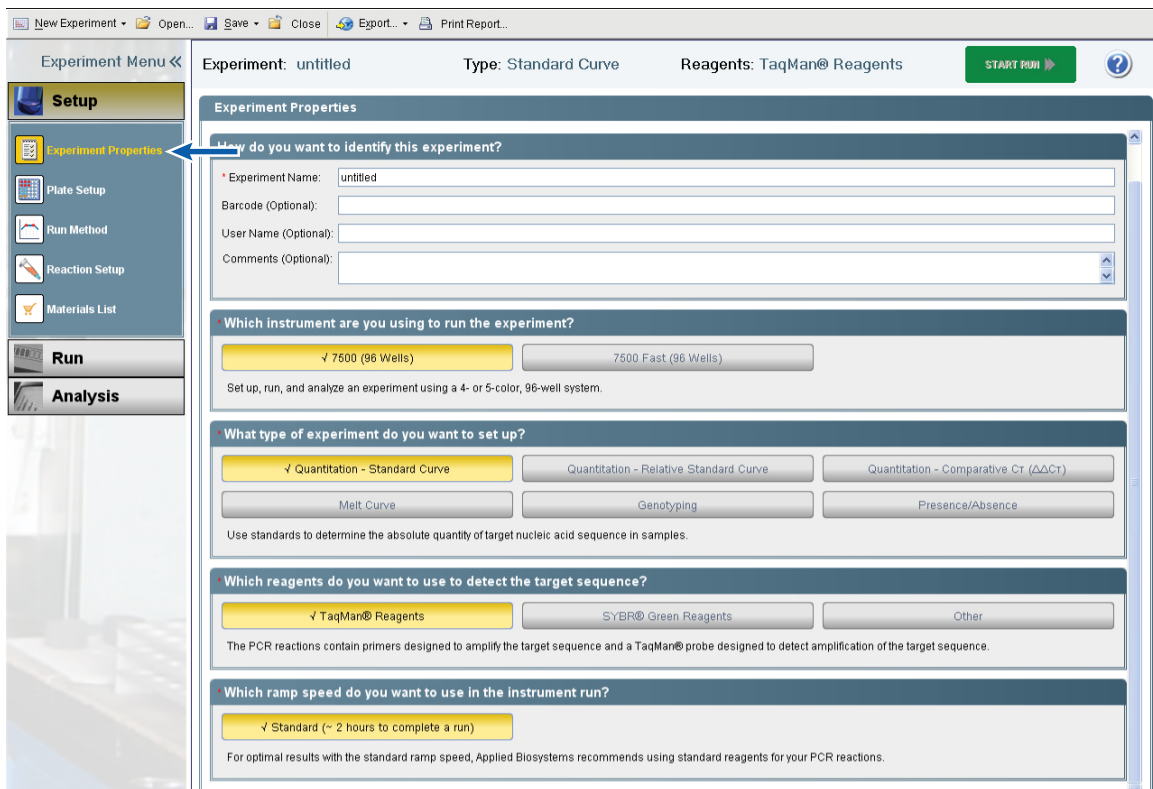 New Experiment Open... Save Close Export... Print Report...
Experiment Menu «
Experiment: untitled Type: Standard Curve Reagents: TaqMan® Reagents START RUN
Setup
Experiment Properties
Plate Setup
Run Method
Reaction Setup
Materials List
Run
Analysis
Experiment Properties
How do you want to identify this experiment?
* Experiment Name: untitled
Barcode (Optional):
User Name (Optional):
Comments (Optional):
* Which instrument are you using to run the experiment?
√ 7500 (96 Wells) 7500 Fast (96 Wells)
Set up, run, and analyze an experiment using a 4- or 5-color, 96-well system.
* What type of experiment do you want to set up?
√ Quantitation - Standard Curve Quantitation - Relative Standard Curve Quantitation - Comparative CT (ΔΔCT)
Melt Curve Genotyping Presence/Absence
Use standards to determine the absolute quantity of target nucleic acid sequence in samples.
* Which reagents do you want to use to detect the target sequence?
√ TaqMan® Reagents SYBR® Green Reagents Other
The PCR reactions contain primers designed to amplify the target sequence and a TaqMan® probe designed to detect amplification of the target sequence.
* Which ramp speed do you want to use in the instrument run?
√ Standard (~ 2 hours to complete a run)
For optimal results with the standard ramp speed, Applied Biosystems recommends using standard reagents for your PCR reactions.